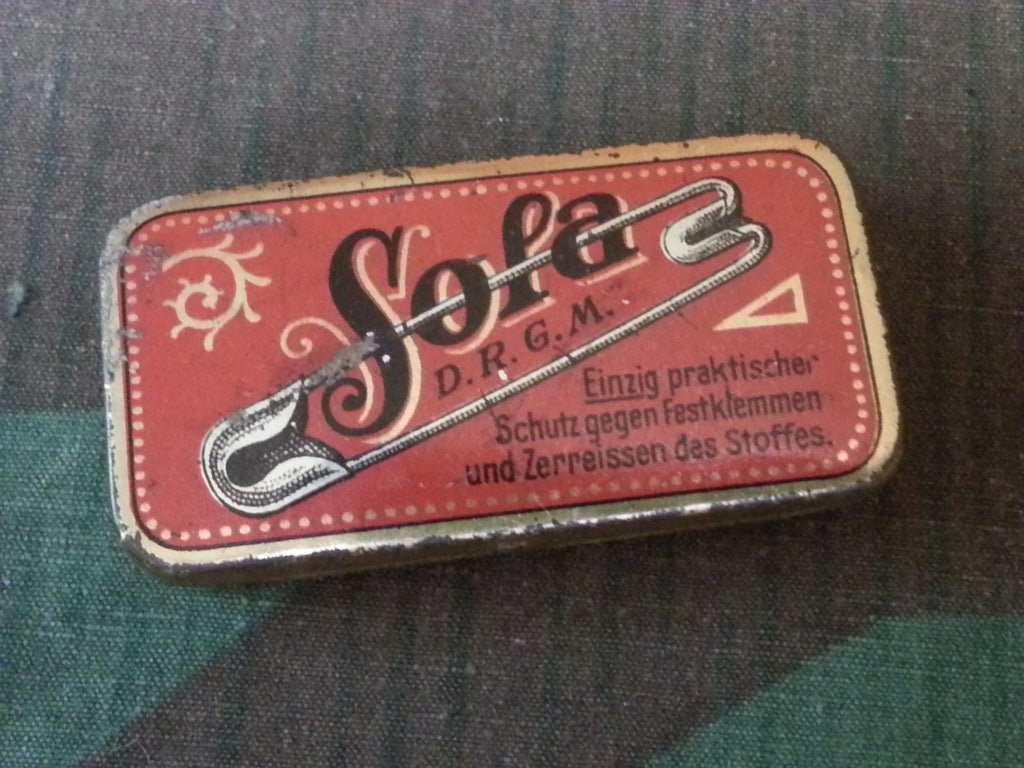 Sofa
D. R. G. M.
Einzig praktischer
Schutz gegen Festklemmen
und Zerreissen des Stoffes.